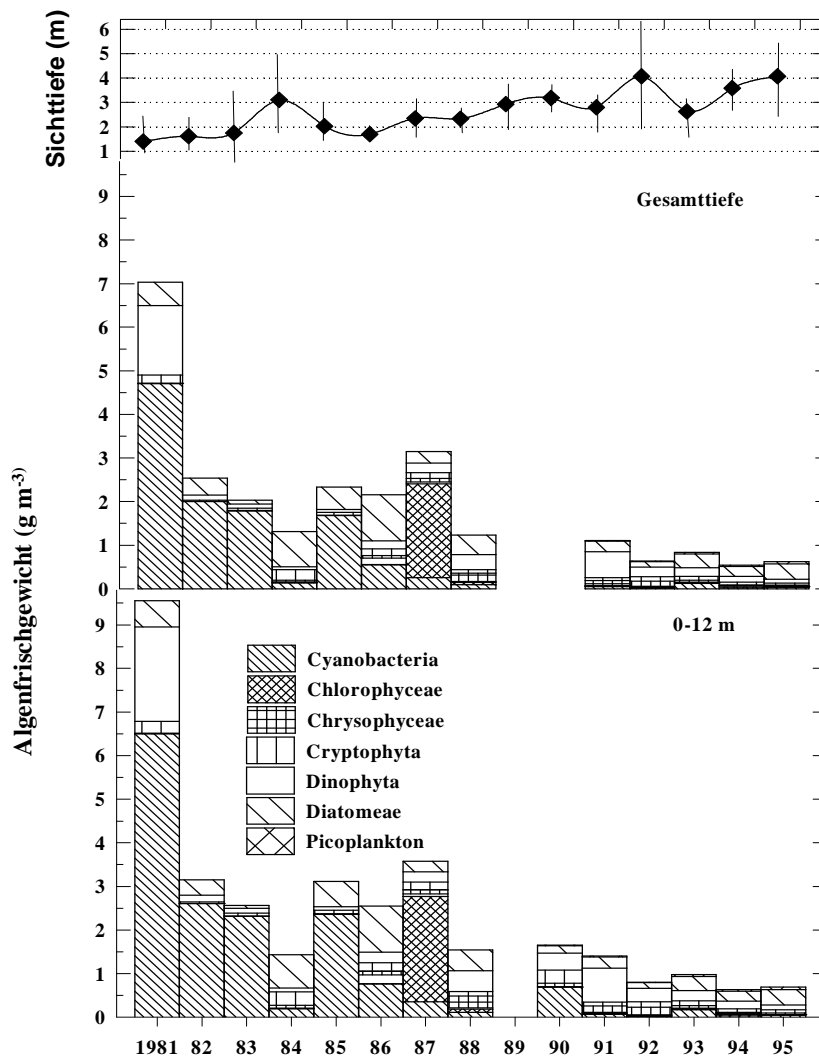 Sichttiefe (m)
6
5
4
3
2
1
Gesamttiefe
9
8
7
6
5
4
3
2
1
0
Algenfrischgewicht (g m⁻³)
0-12 m
9
8
7
6
5
4
3
2
1
0
Cyanobacteria
Chlorophyceae
Chrysophyceae
Cryptophyta
Dinophyta
Diatomeae
Picoplankton
1981 82 83 84 85 86 87 88 89 90 91 92 93 94 95